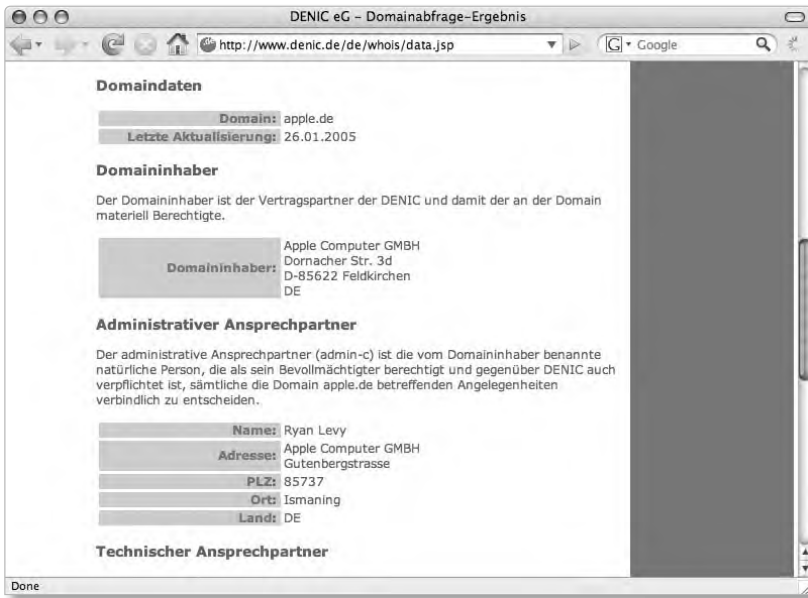 DENIC eG – Domainabfrage-Ergebnis
http://www.denic.de/de/whois/data.jsp
G Google
Domaindaten
Domain: apple.de
Letzte Aktualisierung: 26.01.2005
Domaininhaber
Der Domaininhaber ist der Vertragspartner der DENIC und damit der an der Domain
materiell Berechtigte.
Domaininhaber: Apple Computer GMBH
Dornacher Str. 3d
D-85622 Feldkirchen
DE
Administrativer Ansprechpartner
Der administrative Ansprechpartner (admin-c) ist die vom Domaininhaber benannte
natürliche Person, die als sein Bevollmächtigter berechtigt und gegenüber DENIC auch
verpflichtet ist, sämtliche die Domain apple.de betreffenden Angelegenheiten
verbindlich zu entscheiden.
Name: Ryan Levy
Adresse: Apple Computer GMBH
Gutenbergstrasse
PLZ: 85737
Ort: Ismaning
Land: DE
Technischer Ansprechpartner
Done